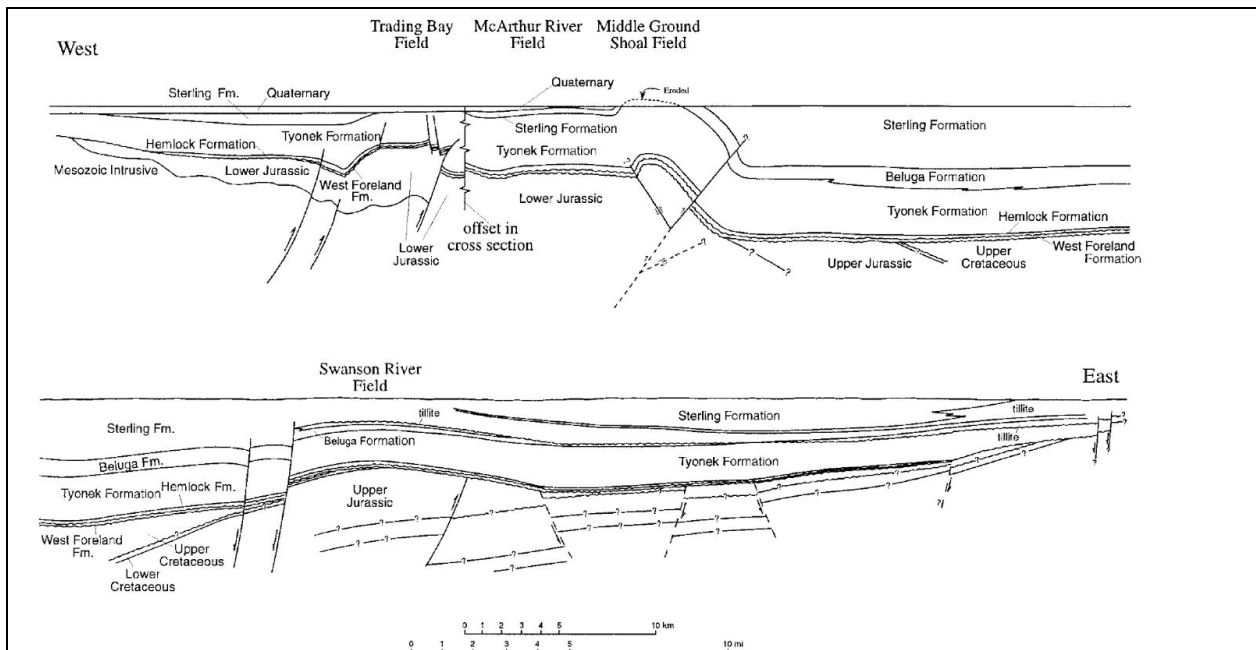 Trading Bay
Field
McArthur River
Field
Middle Ground
Shoal Field
West
Quaternary
Eroded
Sterling Fm.
Quaternary
Sterling Formation
Sterling Formation
Hemlock Formation
Tyonek Formation
Tyonek Formation
Mesozoic Intrusive
Lower Jurassic
West Foreland
Fm.
Lower Jurassic
Beluga Formation
Tyonek Formation
Hemlock Formation
Lower
Jurassic
offset in
cross section
Upper Jurassic
Upper
Cretaceous
West Foreland
Formation
Swanson River
Field
East
Sterling Fm.
tillite
Sterling Formation
tillite
Beluga Formation
tillite
Beluga Fm.
Tyonek Formation
Tyonek Formation
Hemlock Fm.
Upper
Jurassic
West Foreland
Fm.
Upper
Cretaceous
Lower
Cretaceous
0 1 2 3 4 5 10 km
0 1 2 3 4 5 10 mi